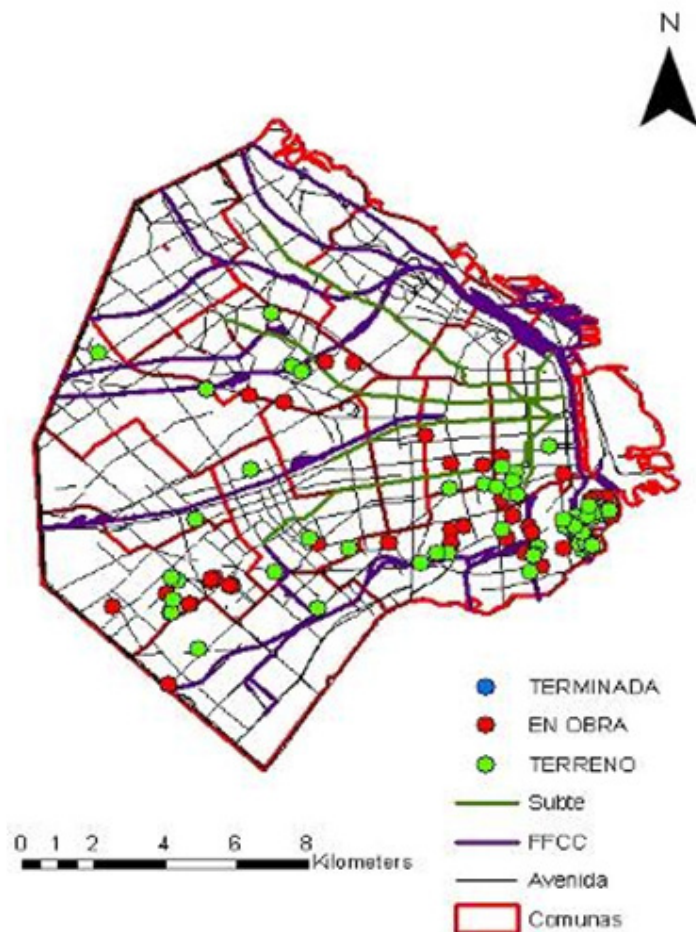 N
TERMINADA
EN OBRA
TERRENO
Subte
FFCC
Avenida
Comunas
0 1 2 4 6 8
Kilometers